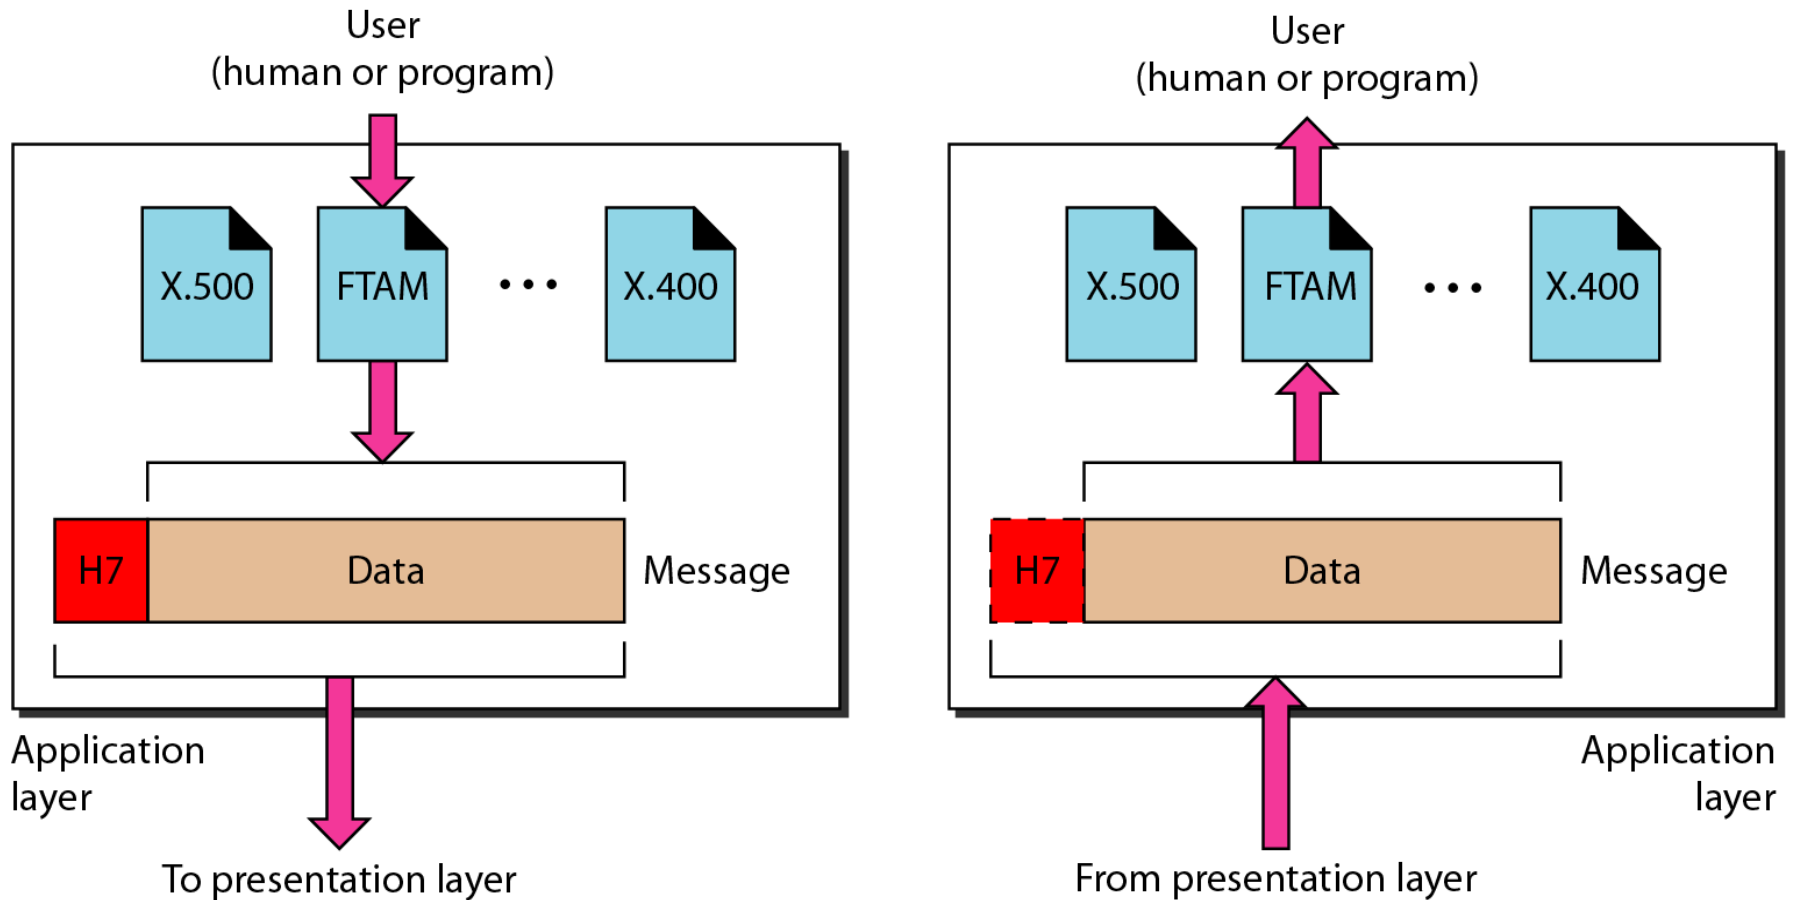 User
(human or program)
X.500
FTAM
...
X.400
H7
Data
Message
Application
layer
To presentation layer
User
(human or program)
X.500
FTAM
...
X.400
H7
Data
Message
Application
layer
From presentation layer